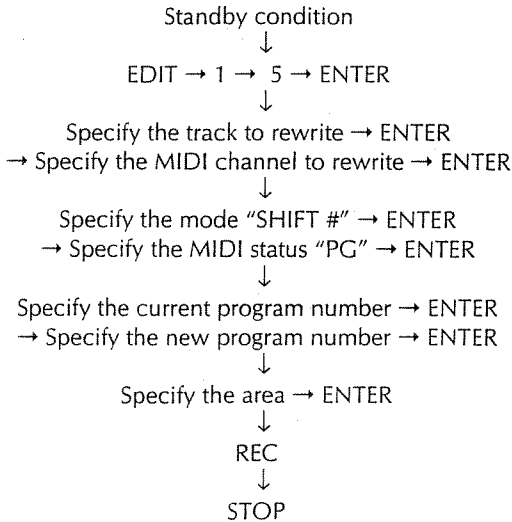 Standby condition
↓
EDIT → 1 → 5 → ENTER
↓
Specify the track to rewrite → ENTER
→ Specify the MIDI channel to rewrite → ENTER
↓
Specify the mode “SHIFT #” → ENTER
→ Specify the MIDI status “PG” → ENTER
↓
Specify the current program number → ENTER
→ Specify the new program number → ENTER
↓
Specify the area → ENTER
↓
REC
↓
STOP